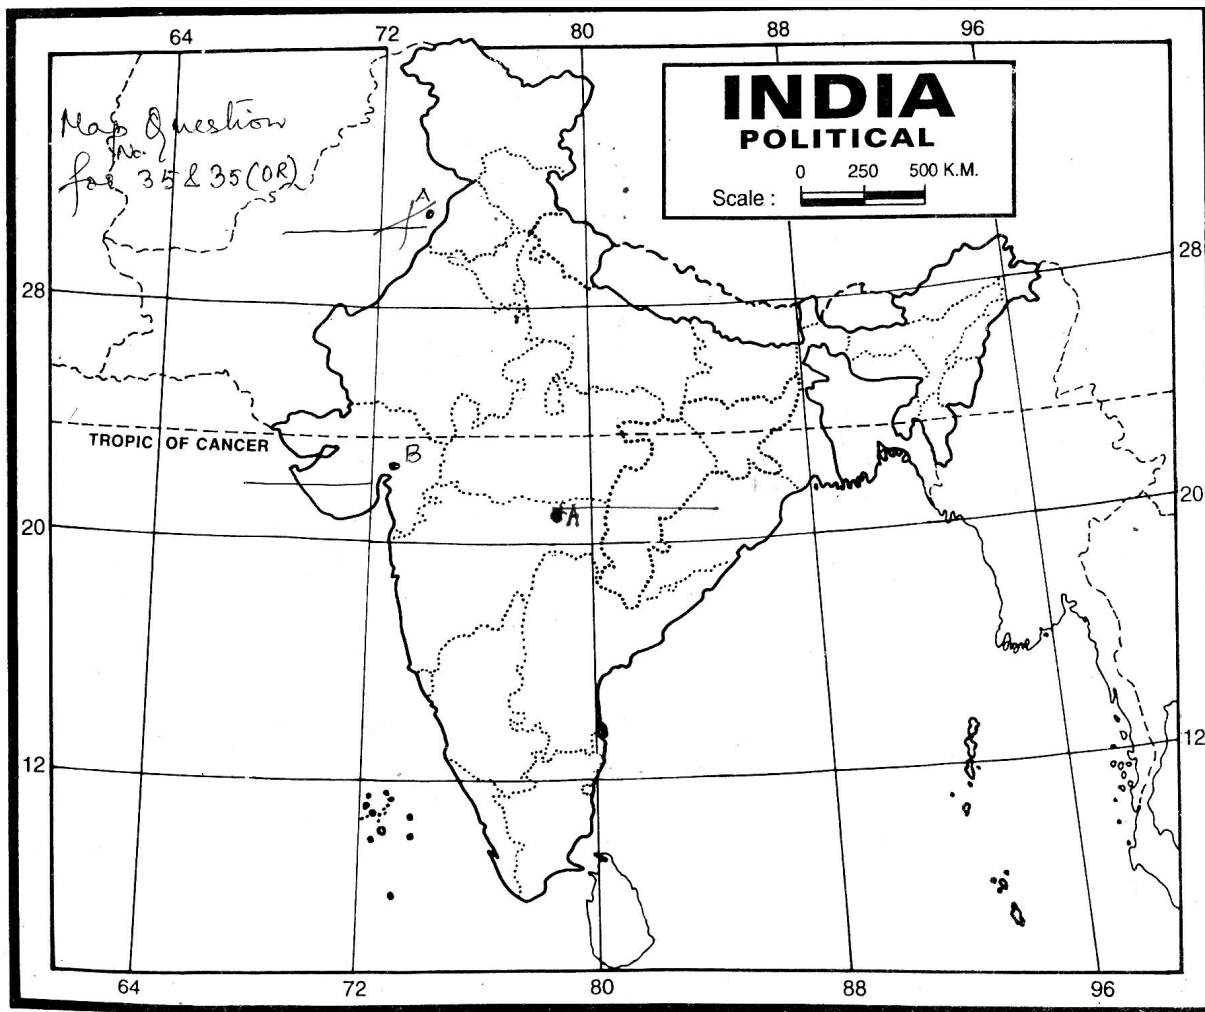 64 72 80 88 96
INDIA
POLITICAL
0 250 500 K.M.
Scale :
Map Question
No.
for 35 & 35 (OR)
A
28 28
TROPIC OF CANCER
B
A
20 20
12 12
64 72 80 88 96